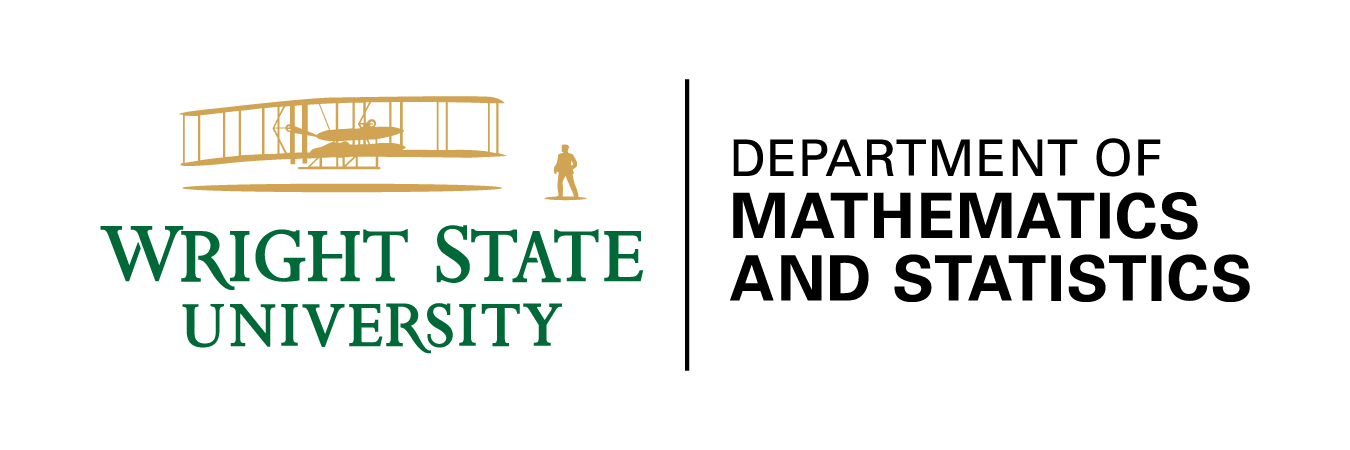 WRIGHT STATE
UNIVERSITY
DEPARTMENT OF
MATHEMATICS
AND STATISTICS